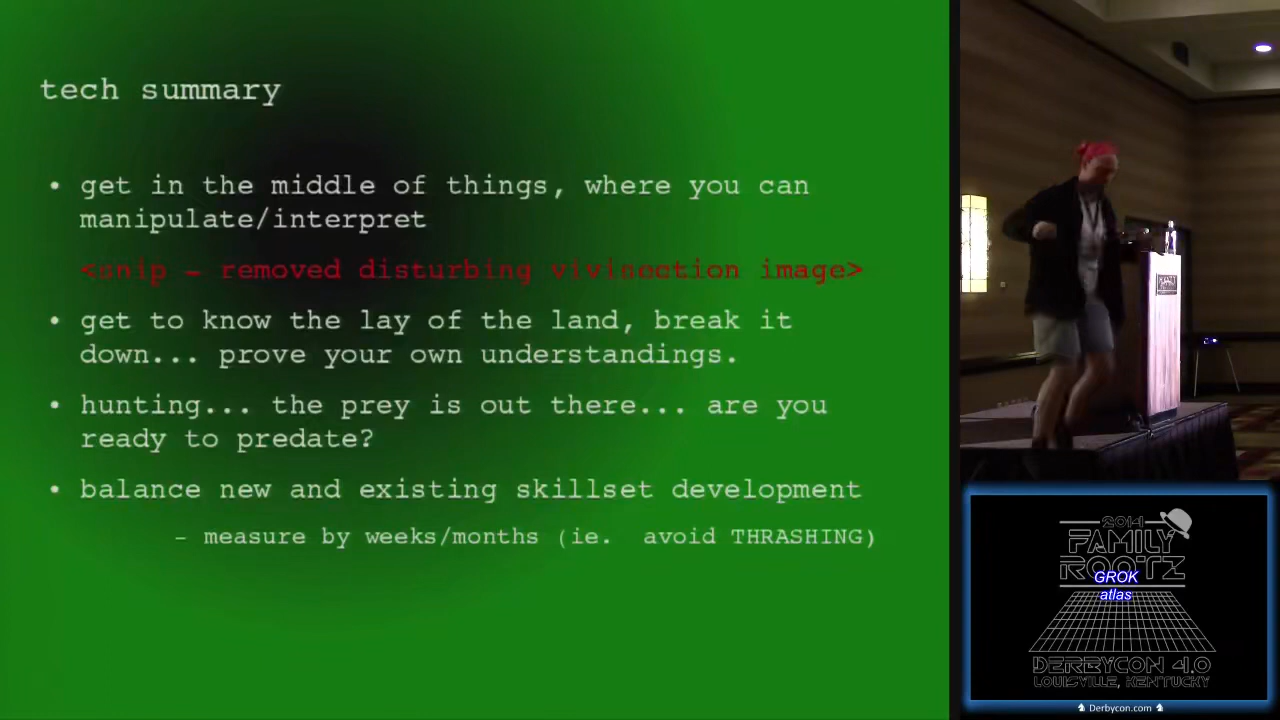 tech summary
• get in the middle of things, where you can
manipulate/interpret
<snip - removed disturbing vivinection image>
• get to know the lay of the land, break it
down... prove your own understandings.
• hunting... the prey is out there... are you
ready to predate?
• balance new and existing skillset development
– measure by weeks/months (ie.  avoid THRASHING)
2014
FAMILY
ROOTZ
GROK
atlas
DERBYCON 4.0
LOUISVILLE, KENTUCKY
Derbycon.com